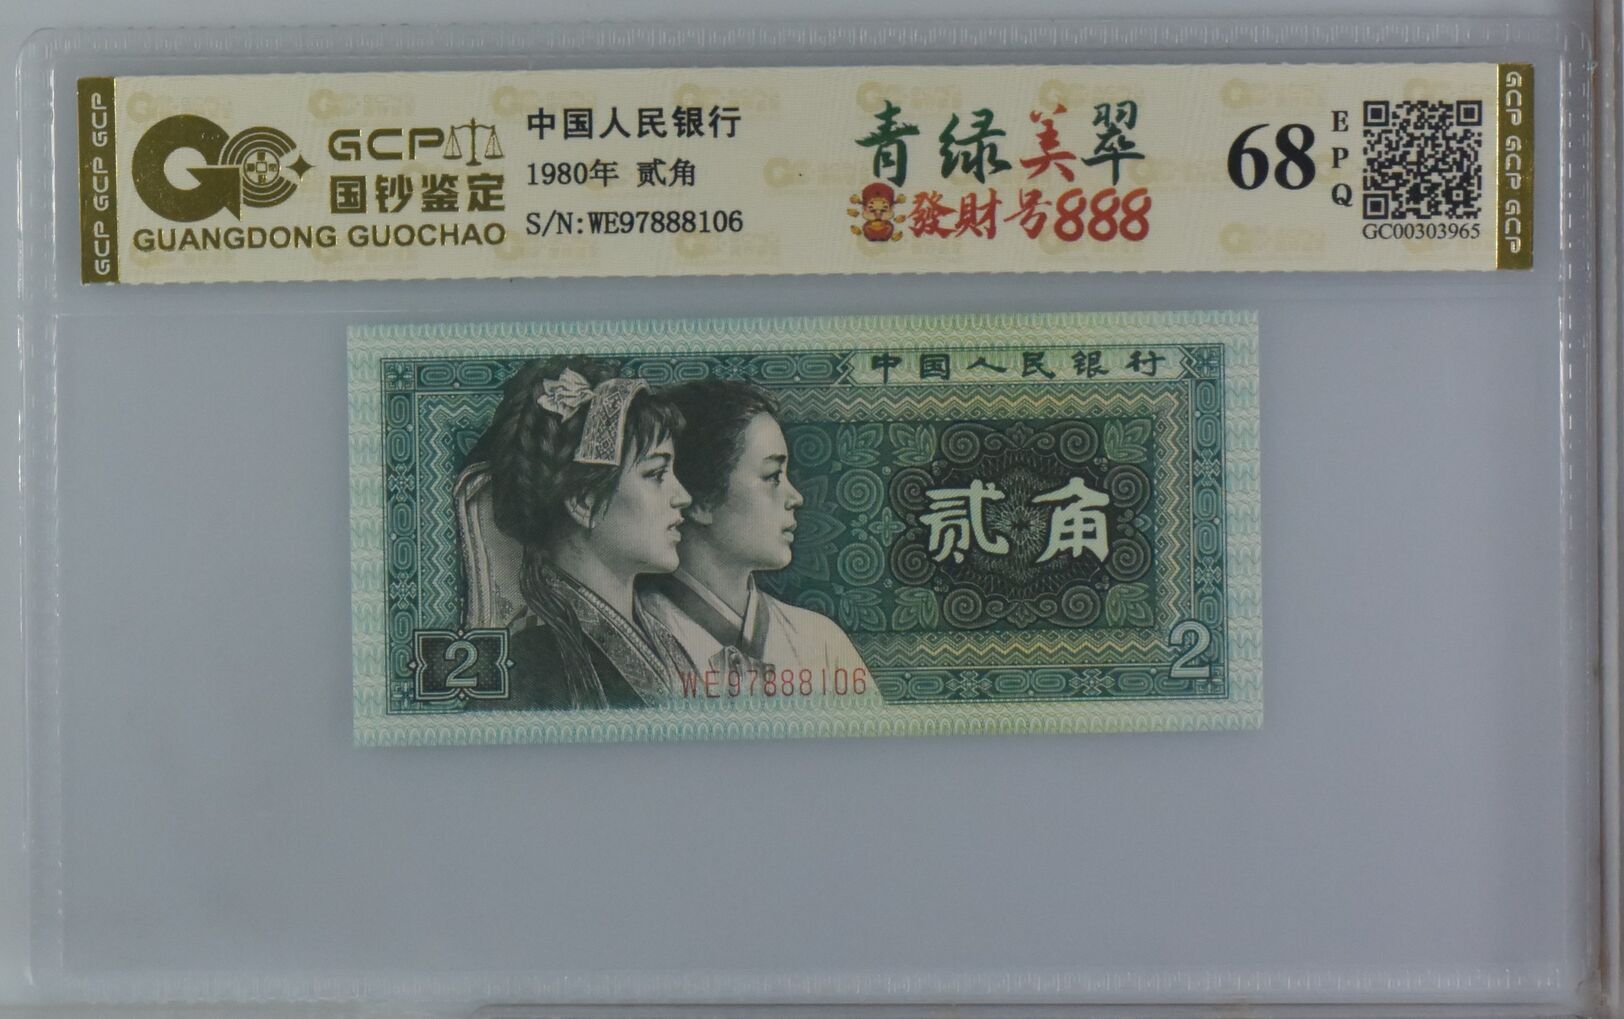 GCP GCP GCP
GCP
国钞鉴定
GUANGDONG GUOCHAO
中国人民银行
1980年 贰角
S/N:WE97888106
青绿美翠
發財号888
68
EPQ
GC00303965
GCP GCP GCP
中国人民银行
贰角
2
2
WE97888106